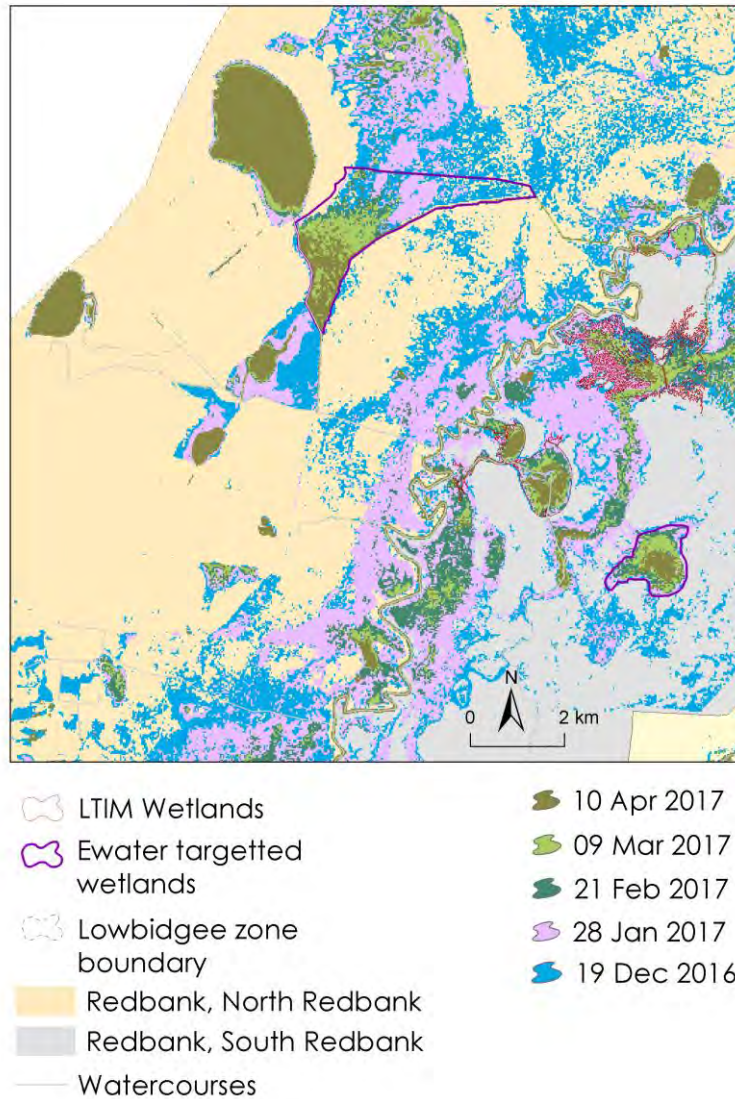 N
0 2 km
LTIM Wetlands
Ewater targetted
wetlands
Lowbidgee zone
boundary
Redbank, North Redbank
Redbank, South Redbank
Watercourses
10 Apr 2017
09 Mar 2017
21 Feb 2017
28 Jan 2017
19 Dec 2016